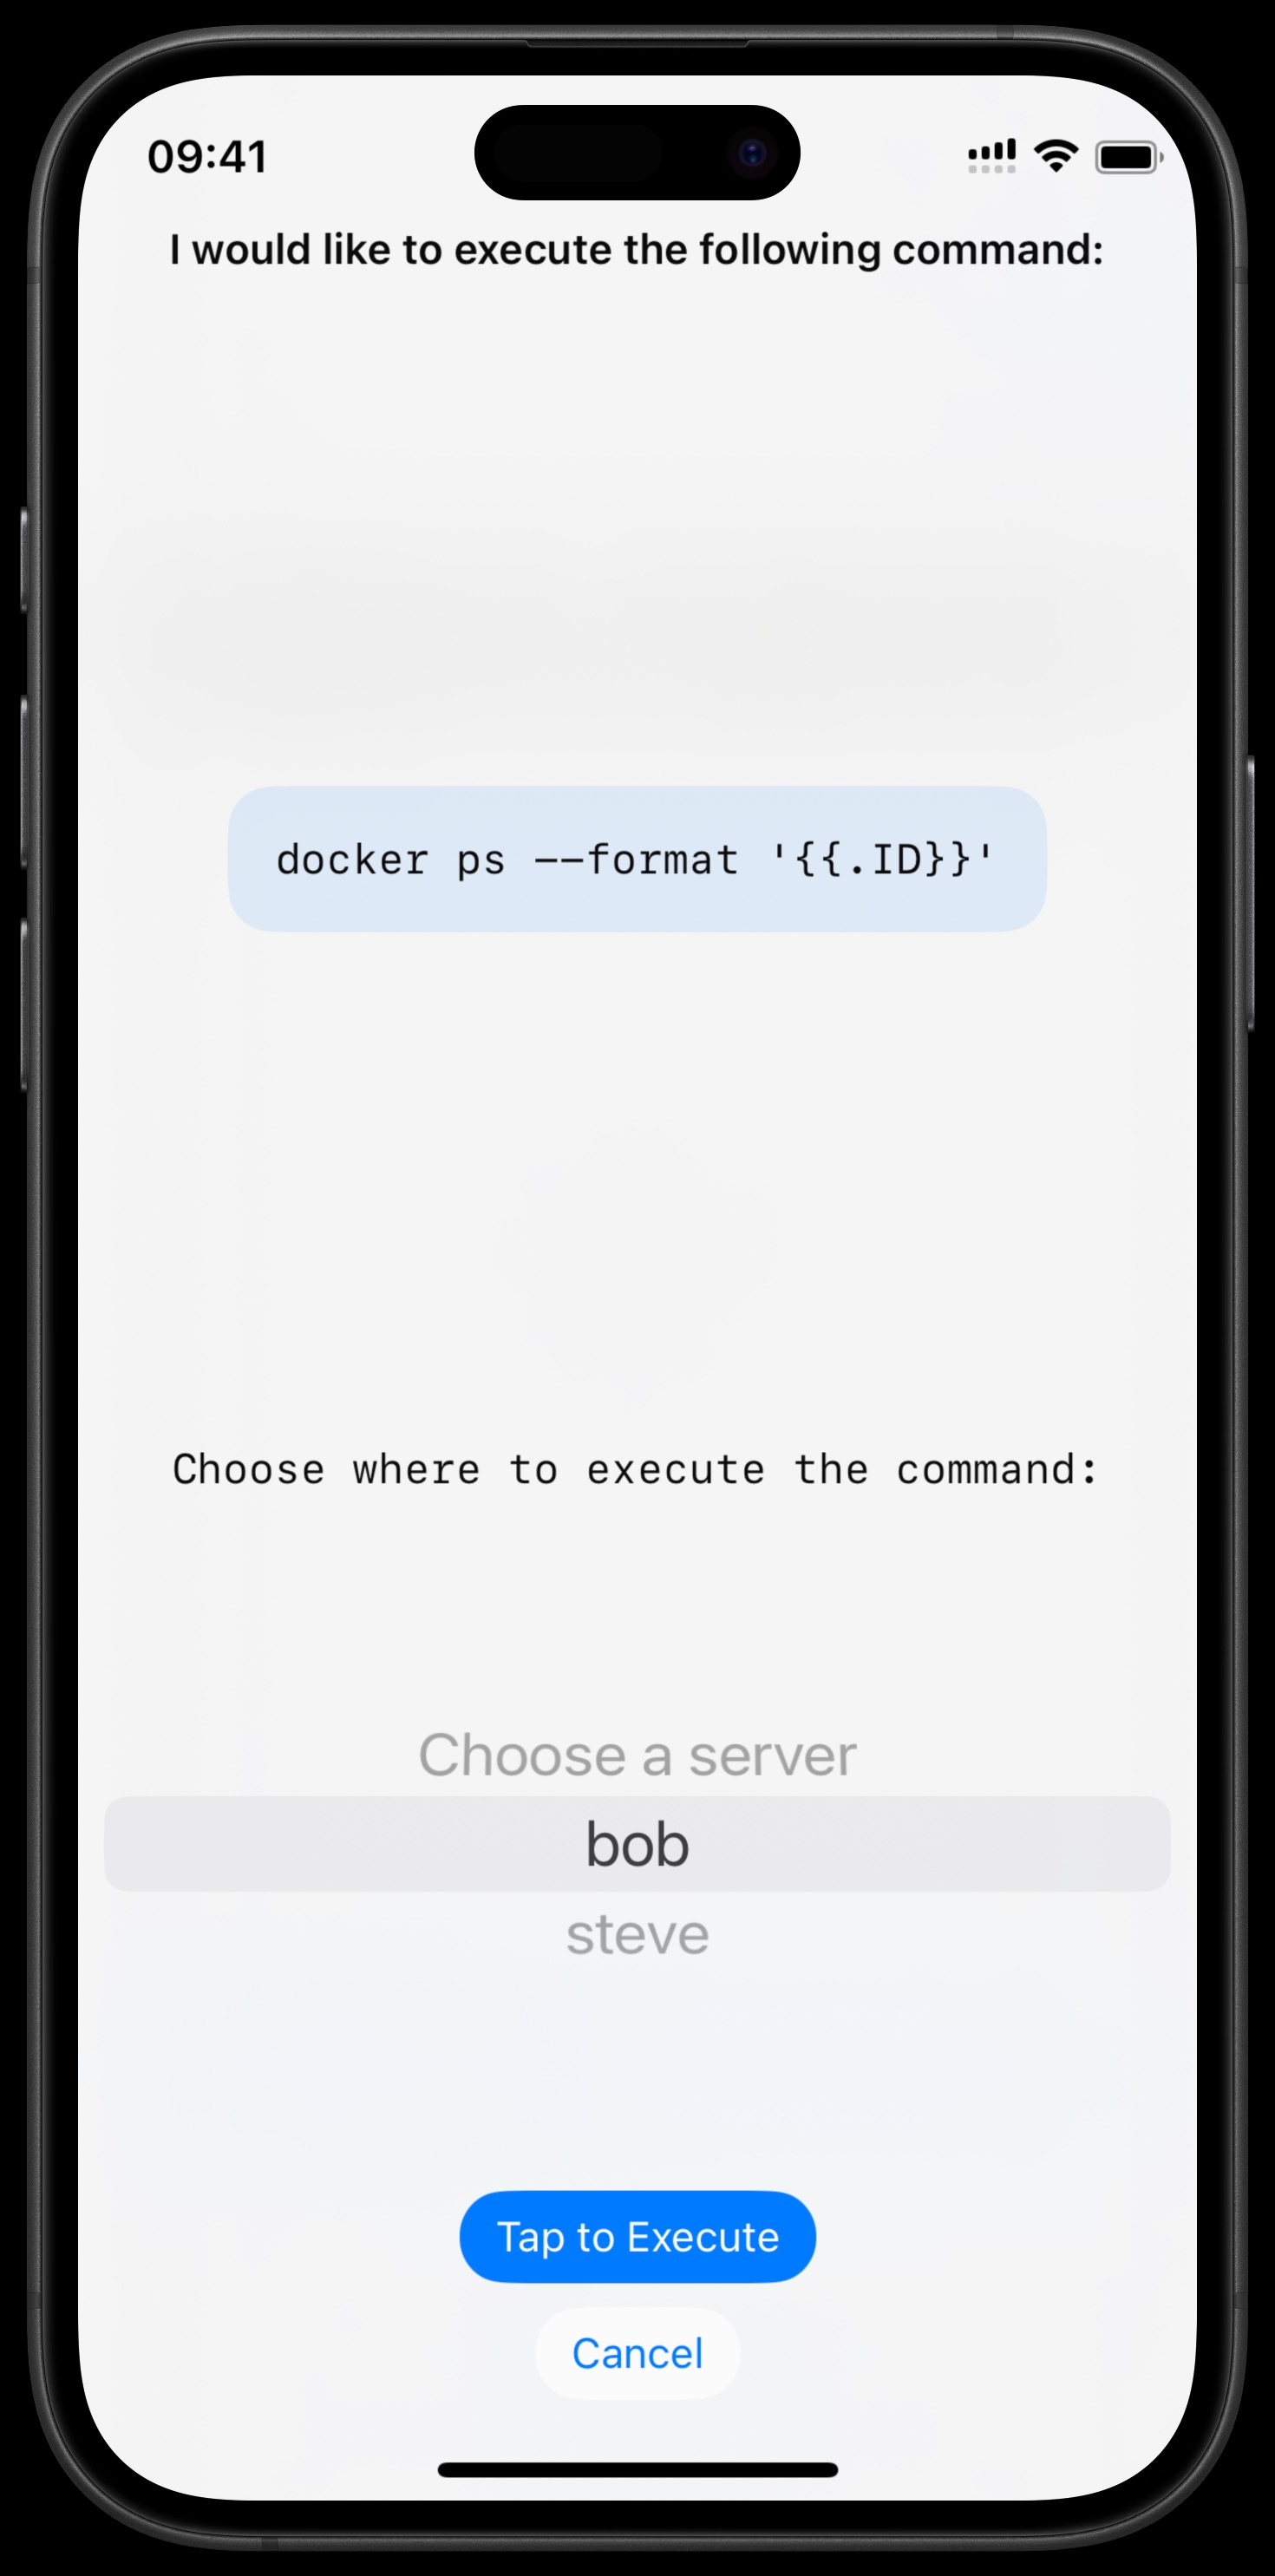 09:41
I would like to execute the following command:
docker ps --format '{{.ID}}'
Choose where to execute the command:
Choose a server
bob
steve
Tap to Execute
Cancel